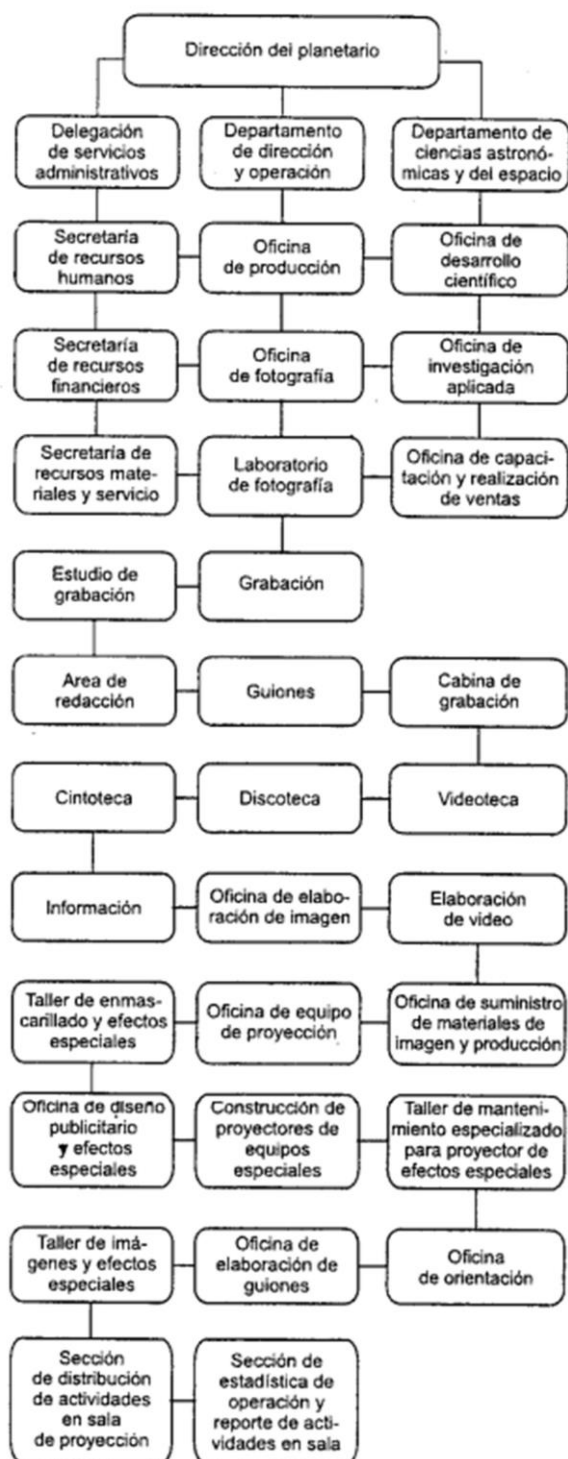 Dirección del planetario
Delegación
de servicios
administrativos
Departamento
de dirección
y operación
Departamento de
ciencias astronó-
micas y del espacio
Secretaría
de recursos
humanos
Oficina
de producción
Oficina de
desarrollo
científico
Secretaría
de recursos
financieros
Oficina
de fotografía
Oficina de
investigación
aplicada
Secretaría de
recursos mate-
riales y servicio
Laboratorio
de fotografía
Oficina de capaci-
tación y realización
de ventas
Estudio de
grabación
Grabación
Area de
redacción
Guiones
Cabina de
grabación
Cintoteca
Discoteca
Videoteca
Información
Oficina de elabo-
ración de imagen
Elaboración
de video
Taller de enmas-
carillado y efectos
especiales
Oficina de equipo
de proyección
Oficina de suministro
de materiales de
imagen y producción
Oficina de diseño
publicitario
y efectos
especiales
Construcción de
proyectores de
equipos
especiales
Taller de manteni-
miento especializado
para proyector de
efectos especiales
Taller de imá-
genes y efectos
especiales
Oficina de
elaboración de
guiones
Oficina
de orientación
Sección
de distribución
de actividades
en sala
de proyección
Sección de
estadística de
operación y
reporte de acti-
vidades en sala